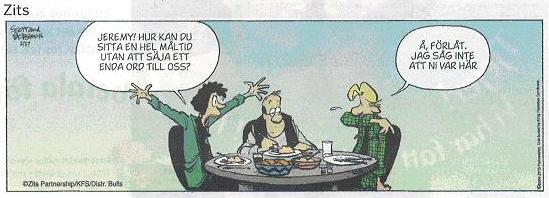 Zits
JEREMY! HUR KAN DU
SITTA EN HEL MÅLTID
UTAN ATT SÄJA ETT
ENDA ORD TILL OSS?
Å, FÖRLÅT.
JAG SÅG INTE
ATT NI VAR HÄR
©Zits Partnership/KFS/Distr. Bulls